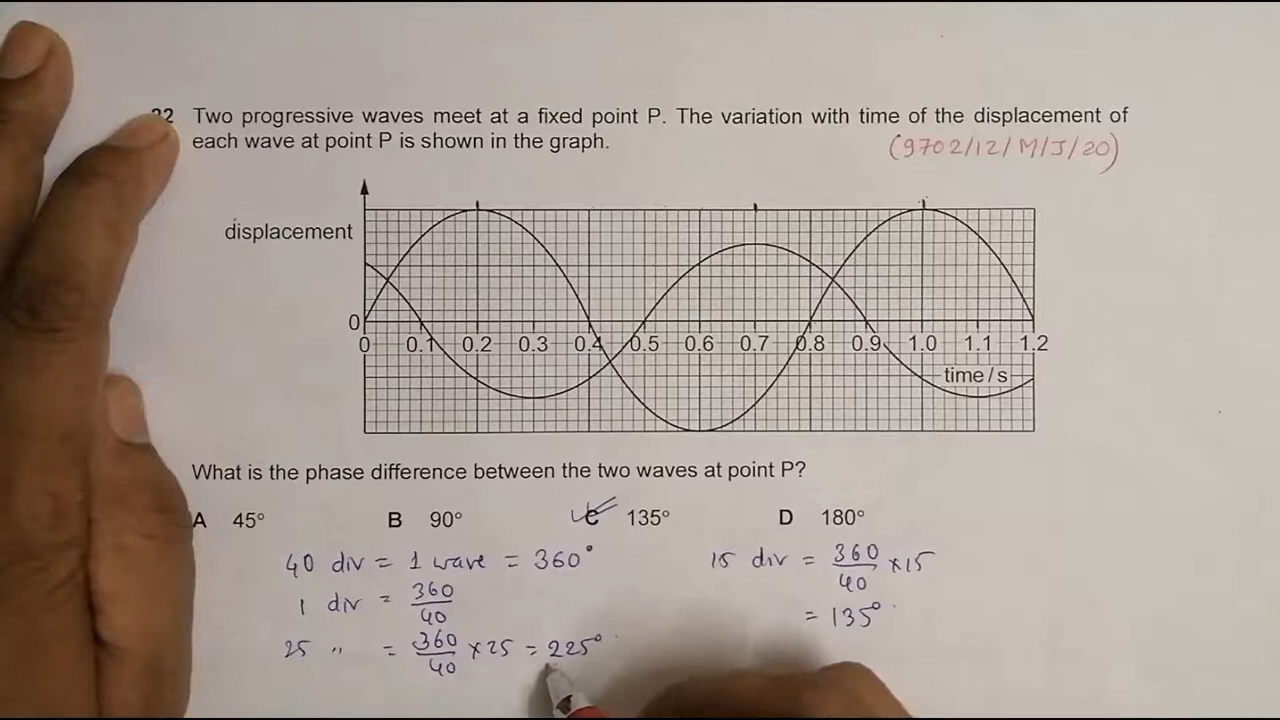 22 Two progressive waves meet at a fixed point P. The variation with time of the displacement of
each wave at point P is shown in the graph.
(9702/12/M/J/20)
displacement
0
0 0.1 0.2 0.3 0.4 0.5 0.6 0.7 0.8 0.9 1.0 1.1 1.2
time / s
What is the phase difference between the two waves at point P?
A 45° B 90° C 135° D 180°
40 div = 1 wave = 360°
1 div = 360/40
25 " = 360/40 × 25 = 225°
15 div = 360/40 × 15
= 135°